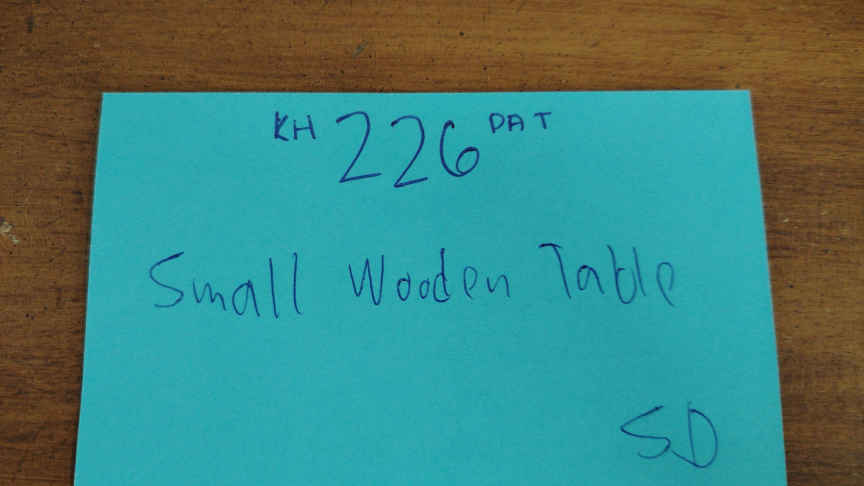 KH 226 PAT
Small Wooden Table
SD